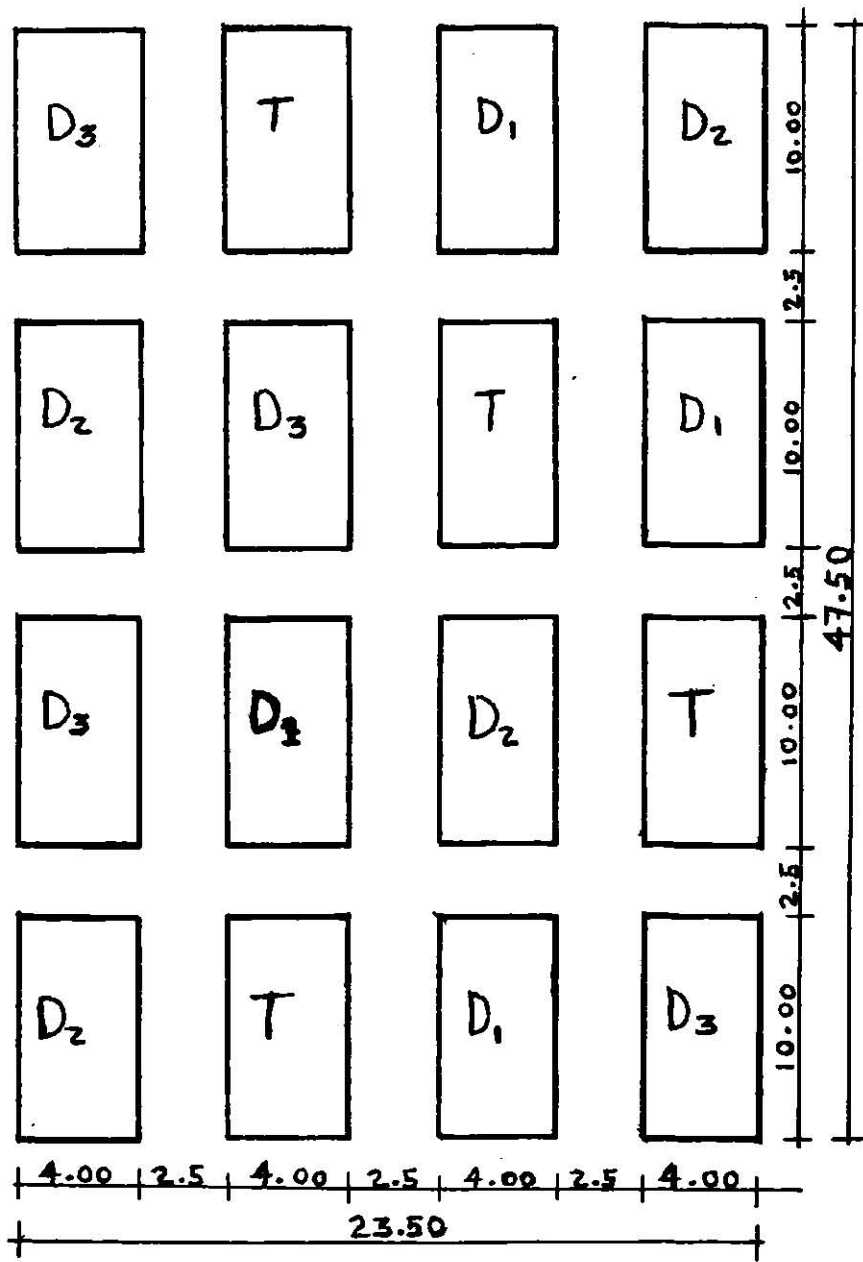 D₃ T D₁ D₂
10.00
2.5
D₂ D₃ T D₁
10.00
2.5
47.50
D₃ D₁ D₂ T
10.00
2.5
D₂ T D₁ D₃
10.00
4.00 2.5 4.00 2.5 4.00 2.5 4.00
23.50